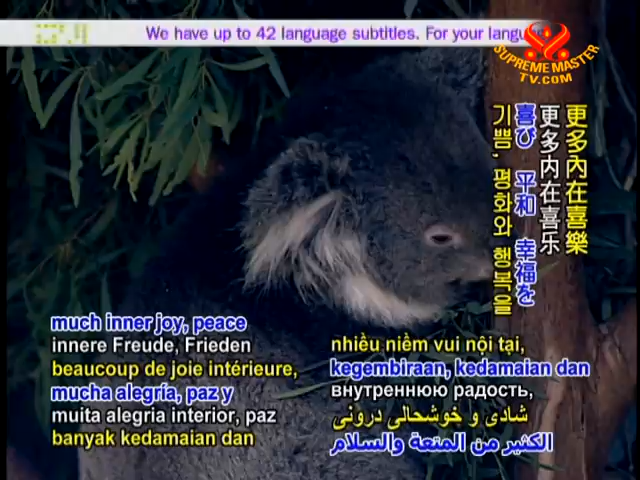 We have up to 42 language subtitles. For your langu
SUPREME MASTER
TV.COM
更多內在喜樂
更多内在喜乐
喜び 平和 幸福を
기쁨, 평화와 행복을
much inner joy, peace
innere Freude, Frieden
beaucoup de joie intérieure,
mucha alegría, paz y
muita alegria interior, paz
banyak kedamaian dan
nhiều niềm vui nội tại,
kegembiraan, kedamaian dan
внутреннюю радость,
شادی و خوشحالی درونی
الكثير من المتعة والسلام